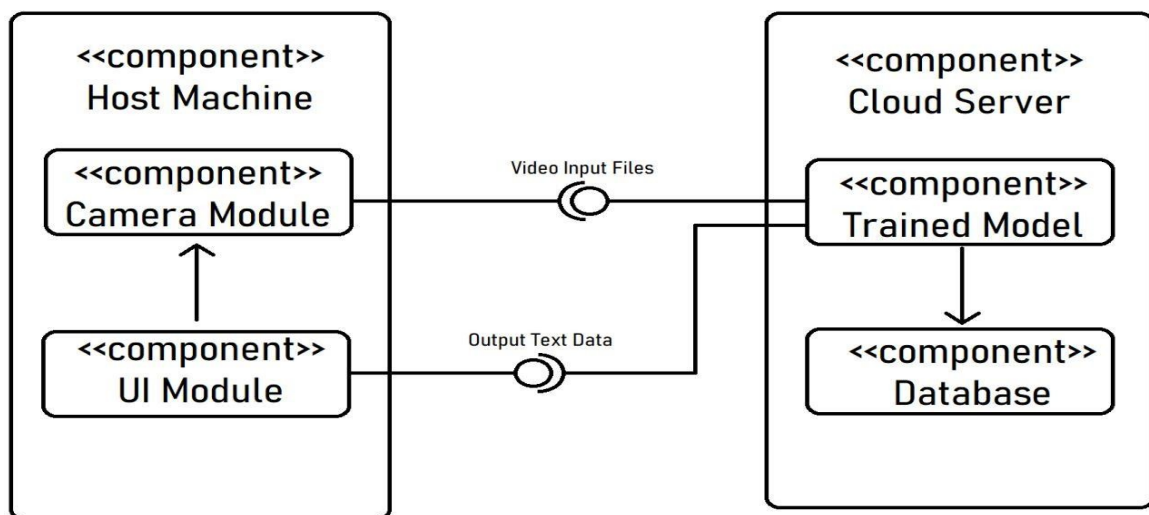 <<component>>
Host Machine
<<component>>
Camera Module
<<component>>
UI Module
Video Input Files
Output Text Data
<<component>>
Cloud Server
<<component>>
Trained Model
<<component>>
Database